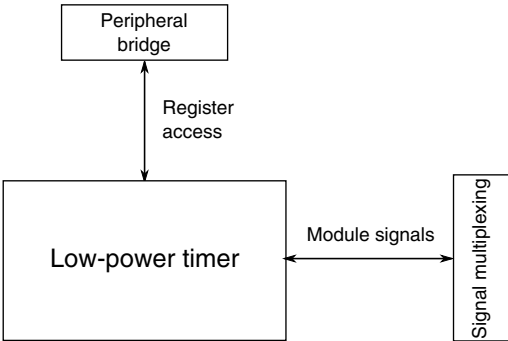 Peripheral
bridge
Register
access
Low-power timer
Module signals
Signal multiplexing